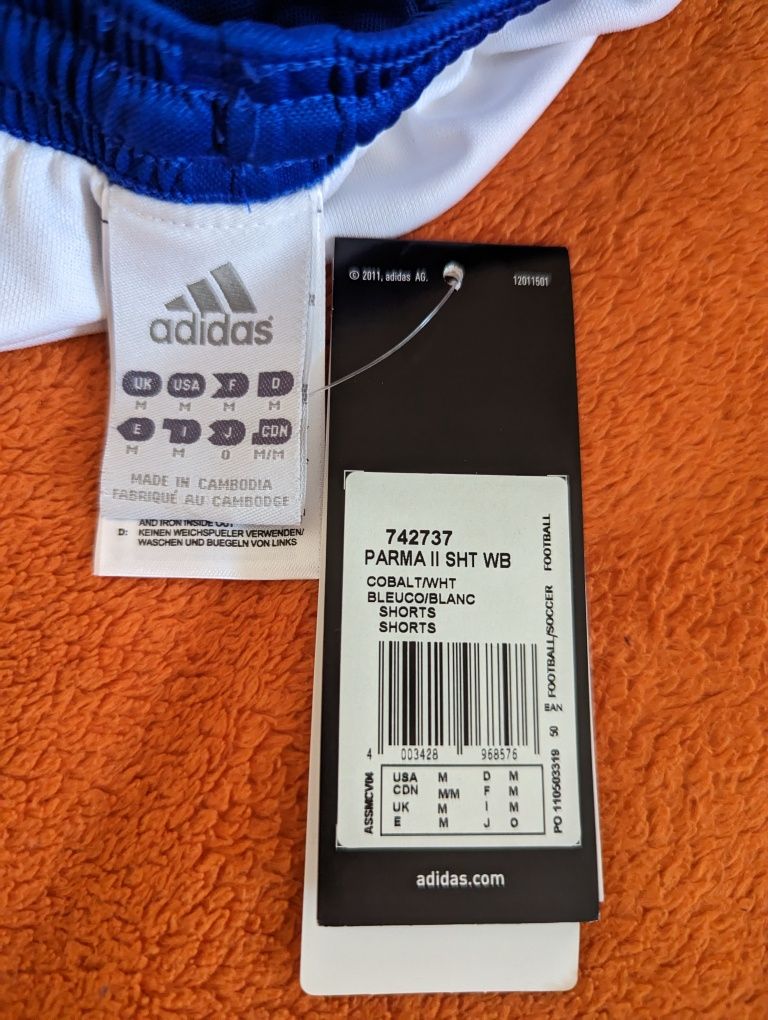 adidas®
UK USA F D
M M M M
E I J CDN
M M O M/M
MADE IN CAMBODIA
FABRIQUÉ AU CAMBODGE
AND IRON INSIDE OUT
D: KEINEN WEICHSPUELER VERWENDEN/
WASCHEN UND BUEGELN VON LINKS
© 2011, adidas AG.
12011501
742737
PARMA II SHT WB
COBALT/WHT
BLEUCO/BLANC
SHORTS
SHORTS
4 003428 968576
USA M D M
CDN M/M F M
UK M I M
E M J O
ASSMCV04
PO 110503319 50 EAN FOOTBALL/SOCCER FOOTBALL
adidas.com